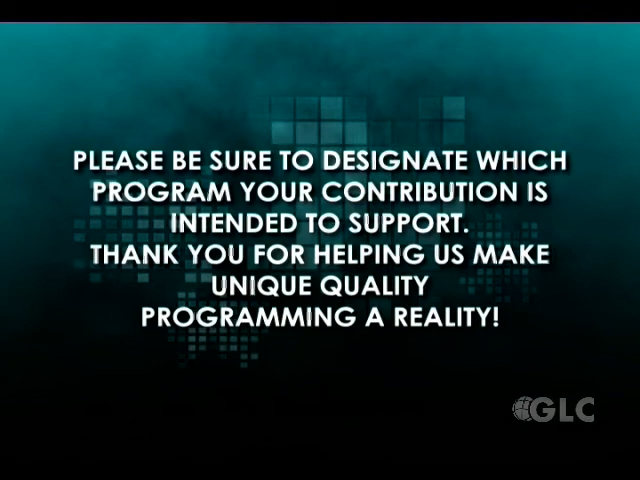 PLEASE BE SURE TO DESIGNATE WHICH
PROGRAM YOUR CONTRIBUTION IS
INTENDED TO SUPPORT.
THANK YOU FOR HELPING US MAKE
UNIQUE QUALITY
PROGRAMMING A REALITY!
GLC